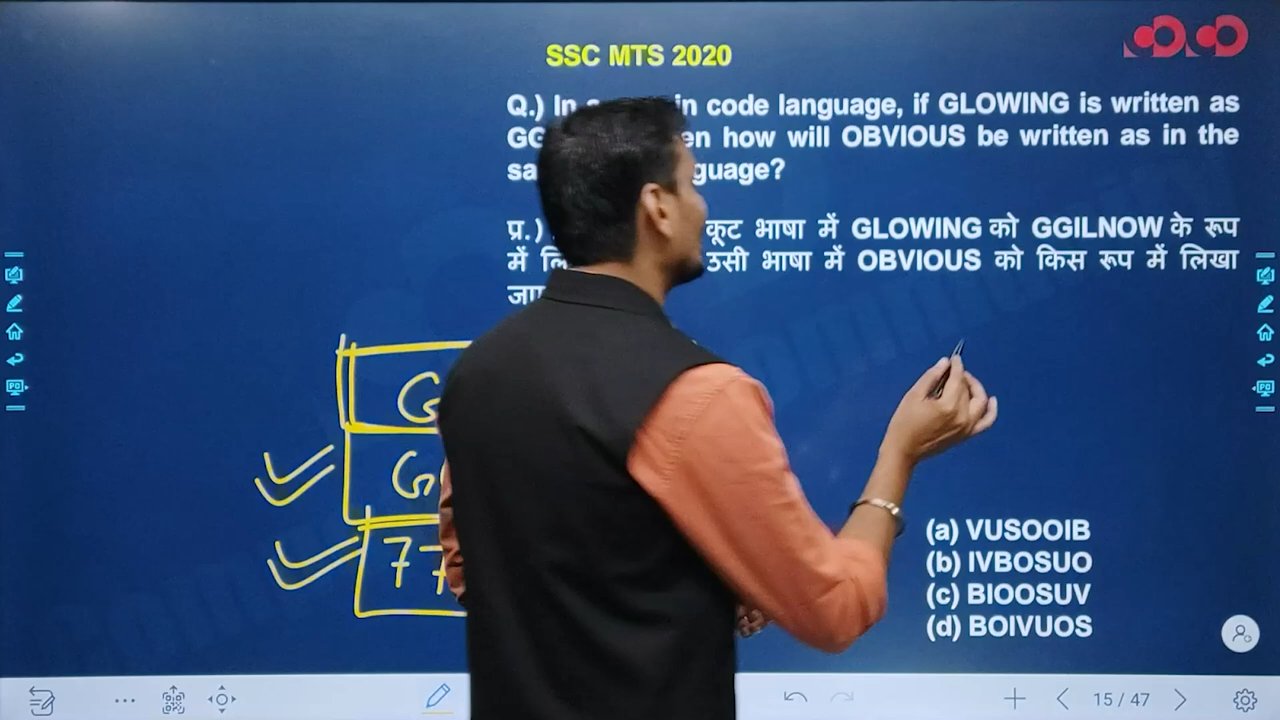 SSC MTS 2020
Q.) In in code language, if GLOWING is written as
how will OBVIOUS be written as in the
guage?
प्र.) कूट भाषा में GLOWING को GGILNOW के रूप
में उसी भाषा में OBVIOUS को किस रूप में लिखा
G
G
77
(a) VUSOOIB
(b) IVBOSUO
(c) BIOOSUV
(d) BOIVUOS
15 / 47